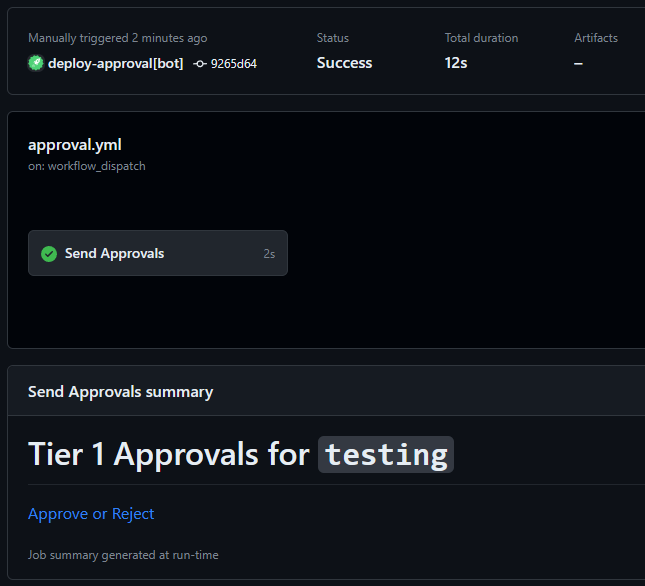 Manually triggered 2 minutes ago
Status
Total duration
Artifacts
deploy-approval[bot] 9265d64
Success
12s
–
approval.yml
on: workflow_dispatch
Send Approvals 2s
Send Approvals summary
Tier 1 Approvals for testing
Approve or Reject
Job summary generated at run-time